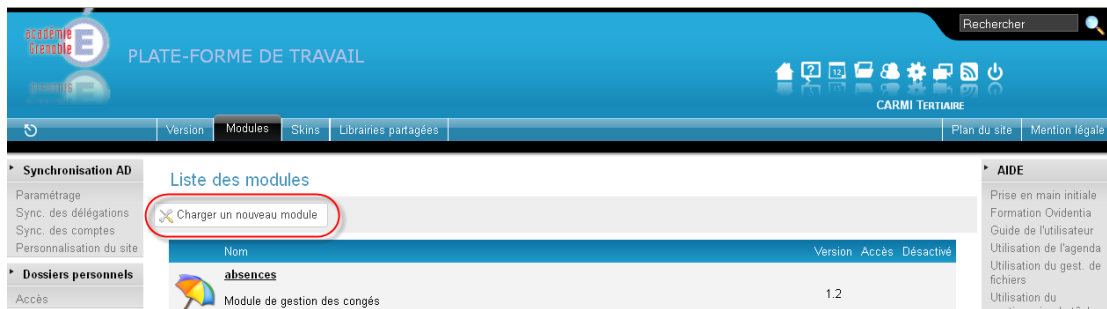 académie
Grenoble
PLATE-FORME DE TRAVAIL
Rechercher
CARMI TERTIAIRE
Version
Modules
Skins
Librairies partagées
Plan du site
Mention légale
Synchronisation AD
Paramétrage
Sync. des délégations
Sync. des comptes
Personnalisation du site
Dossiers personnels
Accès
Liste des modules
Charger un nouveau module
Nom
Version
Accès
Désactivé
absences
Module de gestion des congés
1.2
AIDE
Prise en main initiale
Formation Ovidentia
Guide de l'utilisateur
Utilisation de l'agenda
Utilisation du gest. de
fichiers
Utilisation du